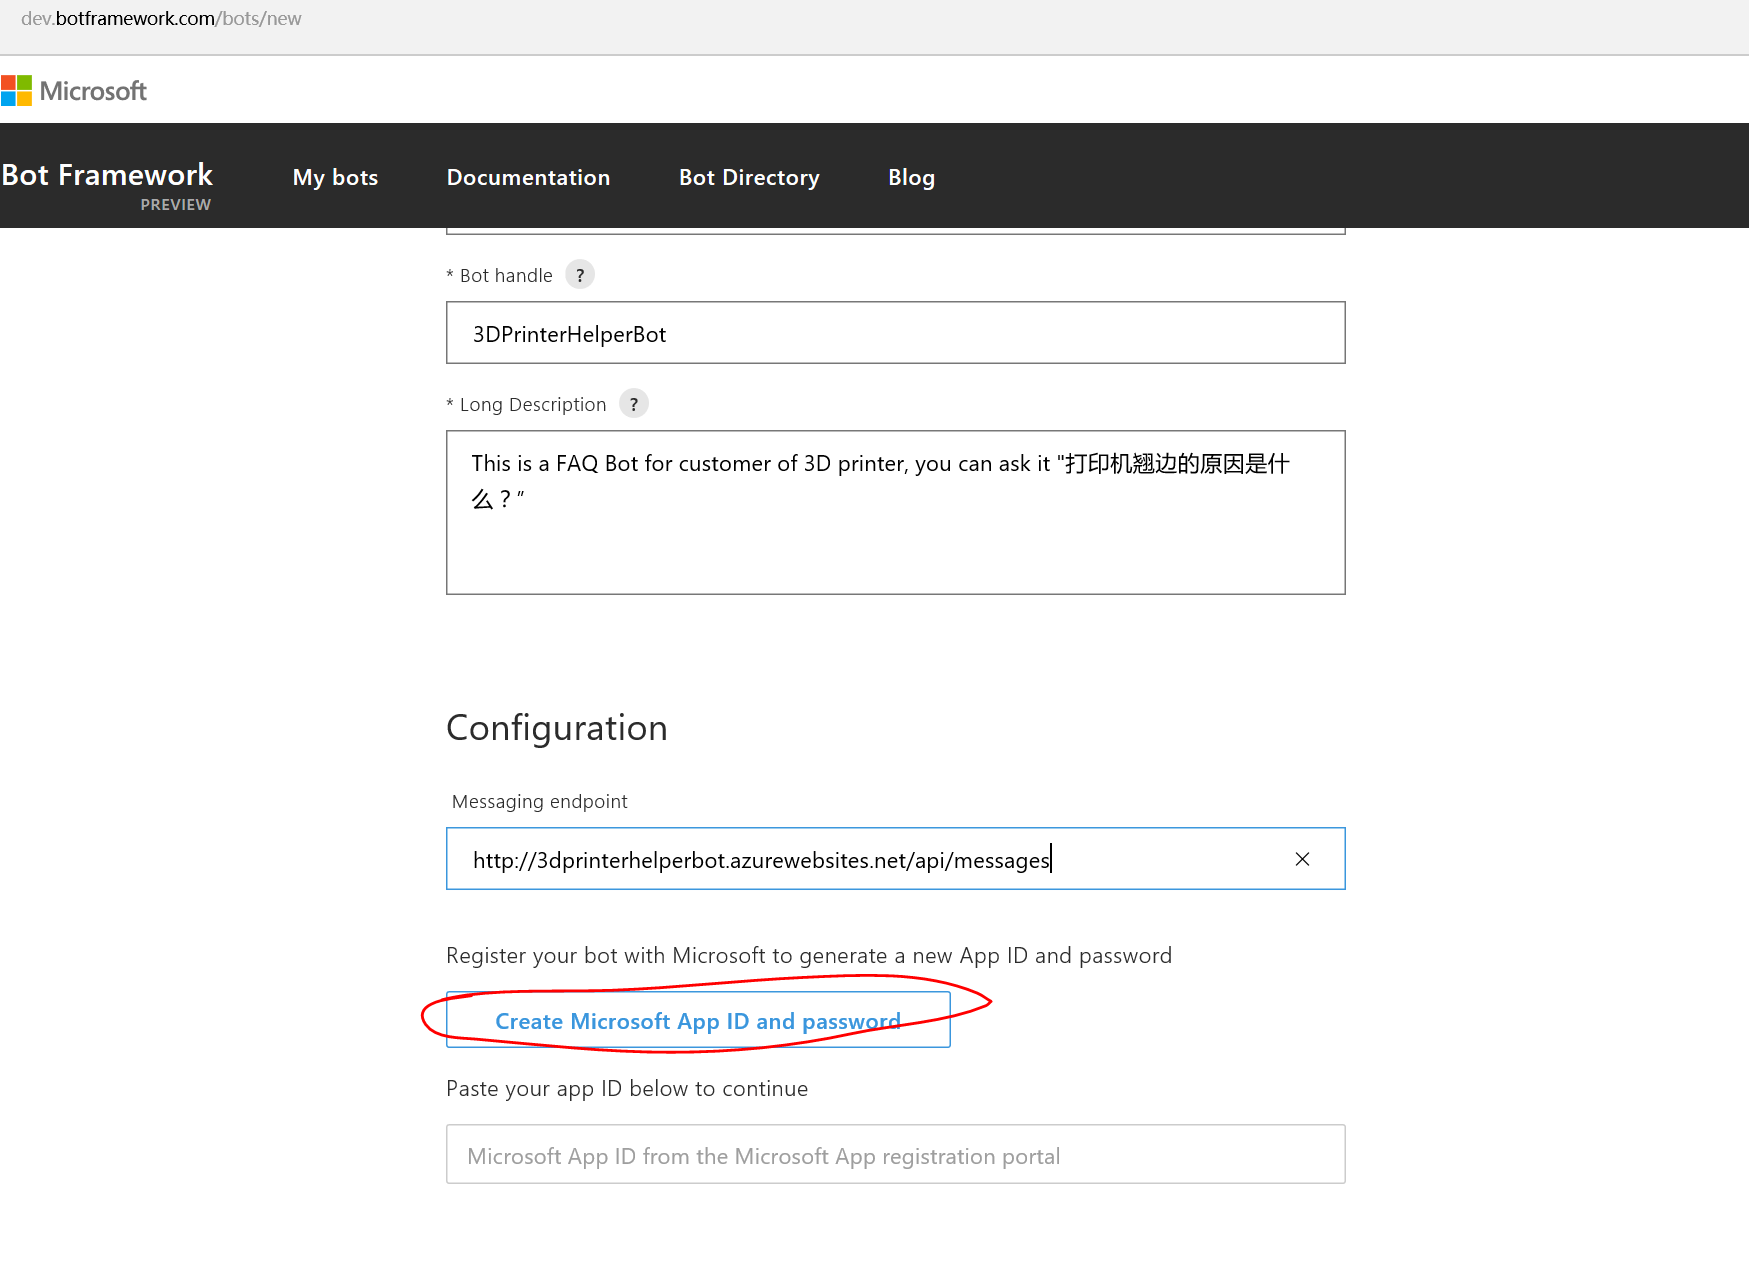 dev.botframework.com/bots/new
Microsoft
Bot Framework
PREVIEW
My bots
Documentation
Bot Directory
Blog
* Bot handle ?
3DPrinterHelperBot
* Long Description ?
This is a FAQ Bot for customer of 3D printer, you can ask it "打印机翘边的原因是什
么？"
Configuration
Messaging endpoint
http://3dprinterhelperbot.azurewebsites.net/api/messages
Register your bot with Microsoft to generate a new App ID and password
Create Microsoft App ID and password
Paste your app ID below to continue
Microsoft App ID from the Microsoft App registration portal